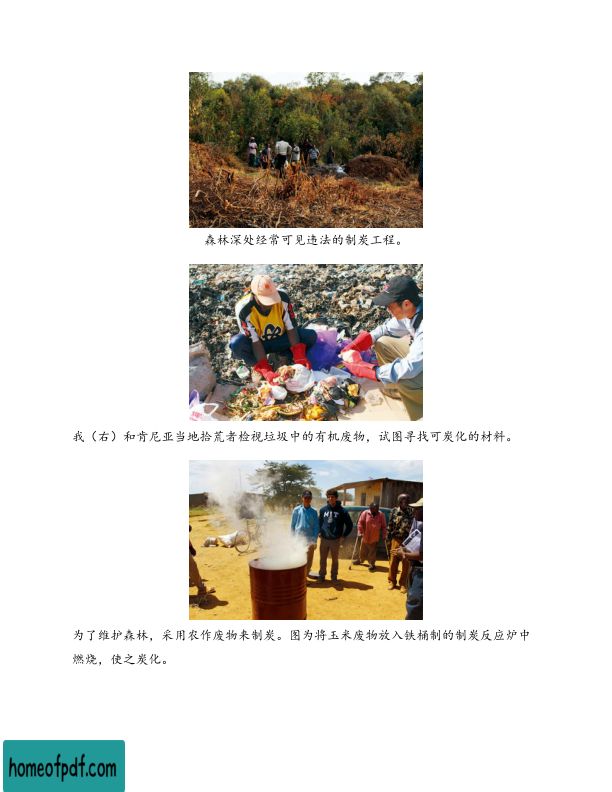 森林深处经常可见违法的制炭工程。
我（右）和肯尼亚当地拾荒者检视垃圾中的有机废物，试图寻找可炭化的材料。
MIT
为了维护森林，采用农作废物来制炭。图为将玉米废物放入铁桶制的制炭反应炉中
燃烧，使之炭化。
homeofpdf.com